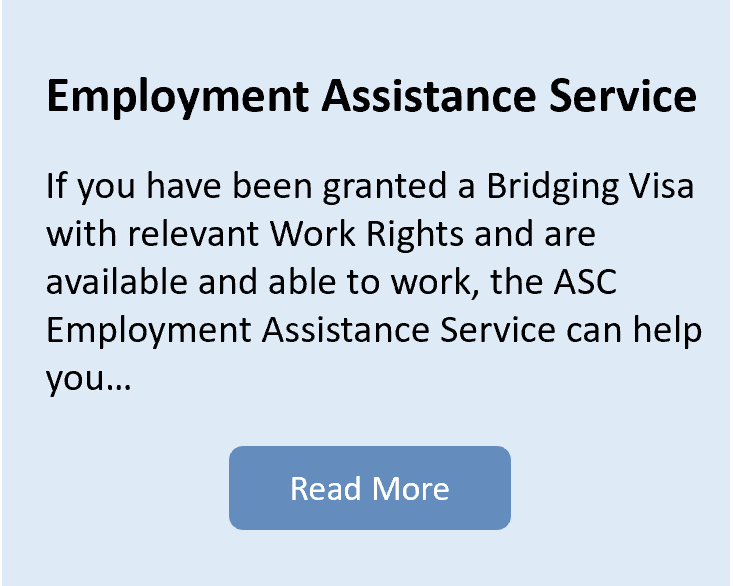 Employment Assistance Service
If you have been granted a Bridging Visa
with relevant Work Rights and are
available and able to work, the ASC
Employment Assistance Service can help
you...
Read More